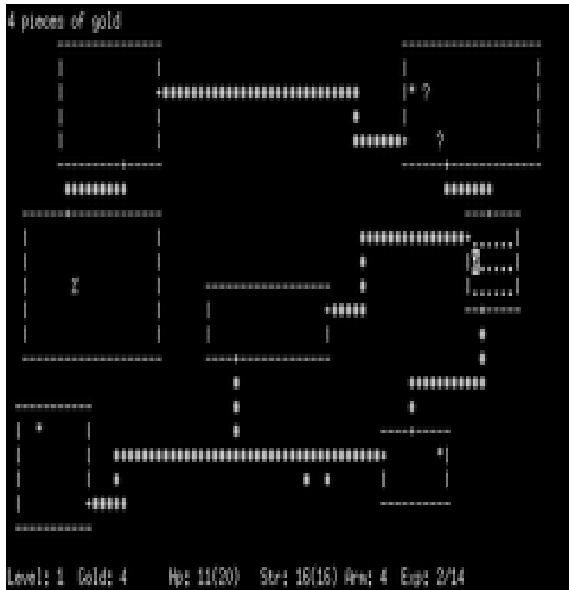 4 pieces of gold
* ?
?
Z
*
*
Level: 1 Gold: 4 Hp: 11(20) Str: 16(16) Arm: 4 Exp: 2/14